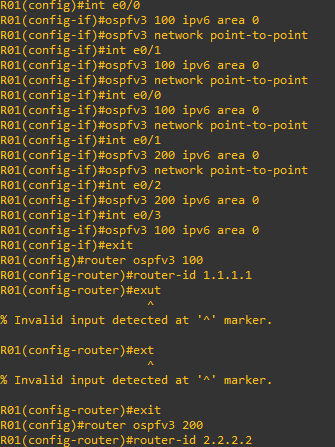 R01(config)#int e0/0
R01(config-if)#ospfv3 100 ipv6 area 0
R01(config-if)#ospfv3 network point-to-point
R01(config-if)#int e0/1
R01(config-if)#ospfv3 100 ipv6 area 0
R01(config-if)#ospfv3 network point-to-point
R01(config-if)#int e0/0
R01(config-if)#ospfv3 100 ipv6 area 0
R01(config-if)#ospfv3 network point-to-point
R01(config-if)#int e0/1
R01(config-if)#ospfv3 200 ipv6 area 0
R01(config-if)#ospfv3 network point-to-point
R01(config-if)#int e0/2
R01(config-if)#ospfv3 200 ipv6 area 0
R01(config-if)#int e0/3
R01(config-if)#ospfv3 100 ipv6 area 0
R01(config-if)#exit
R01(config)#router ospfv3 100
R01(config-router)#router-id 1.1.1.1
R01(config-router)#exut
^
% Invalid input detected at '^' marker.
R01(config-router)#ext
^
% Invalid input detected at '^' marker.
R01(config-router)#exit
R01(config)#router ospfv3 200
R01(config-router)#router-id 2.2.2.2